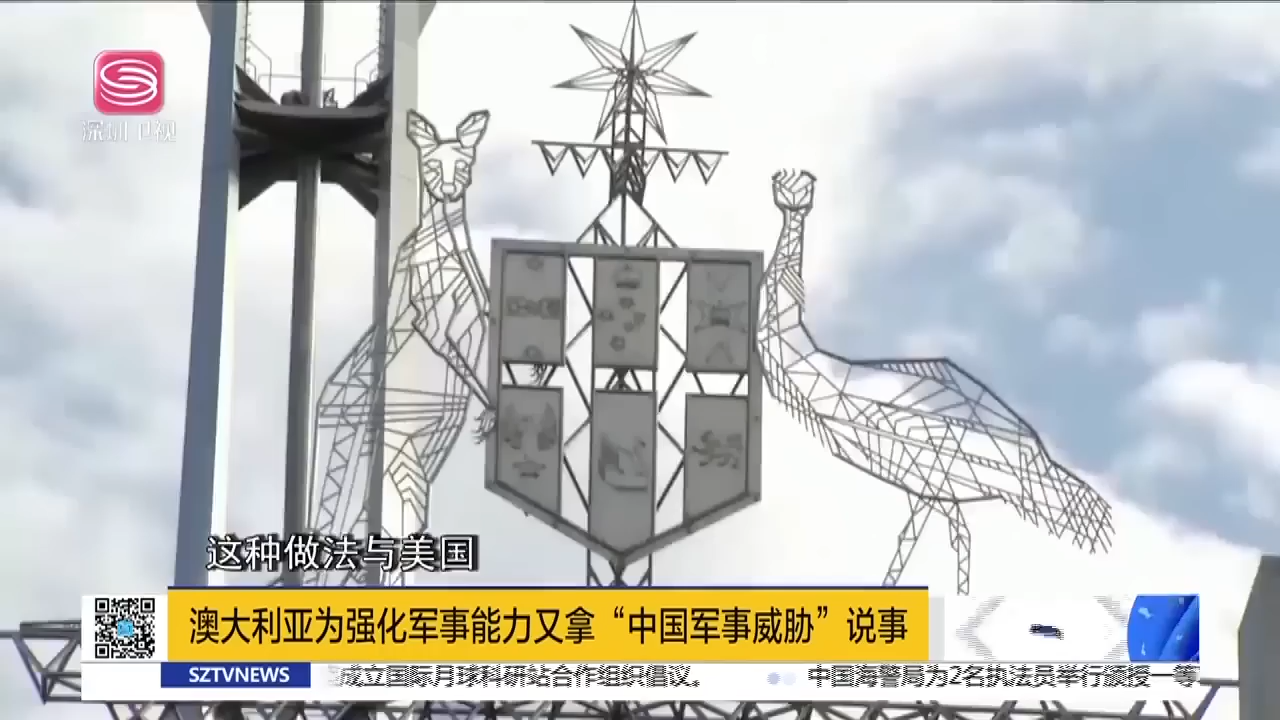 深圳卫视
这种做法与美国
澳大利亚为强化军事能力又拿“中国军事威胁”说事
SZTVNEWS
成立国际月球科研站合作组织倡议。
中国海警局为2名执法员举行颁授一等